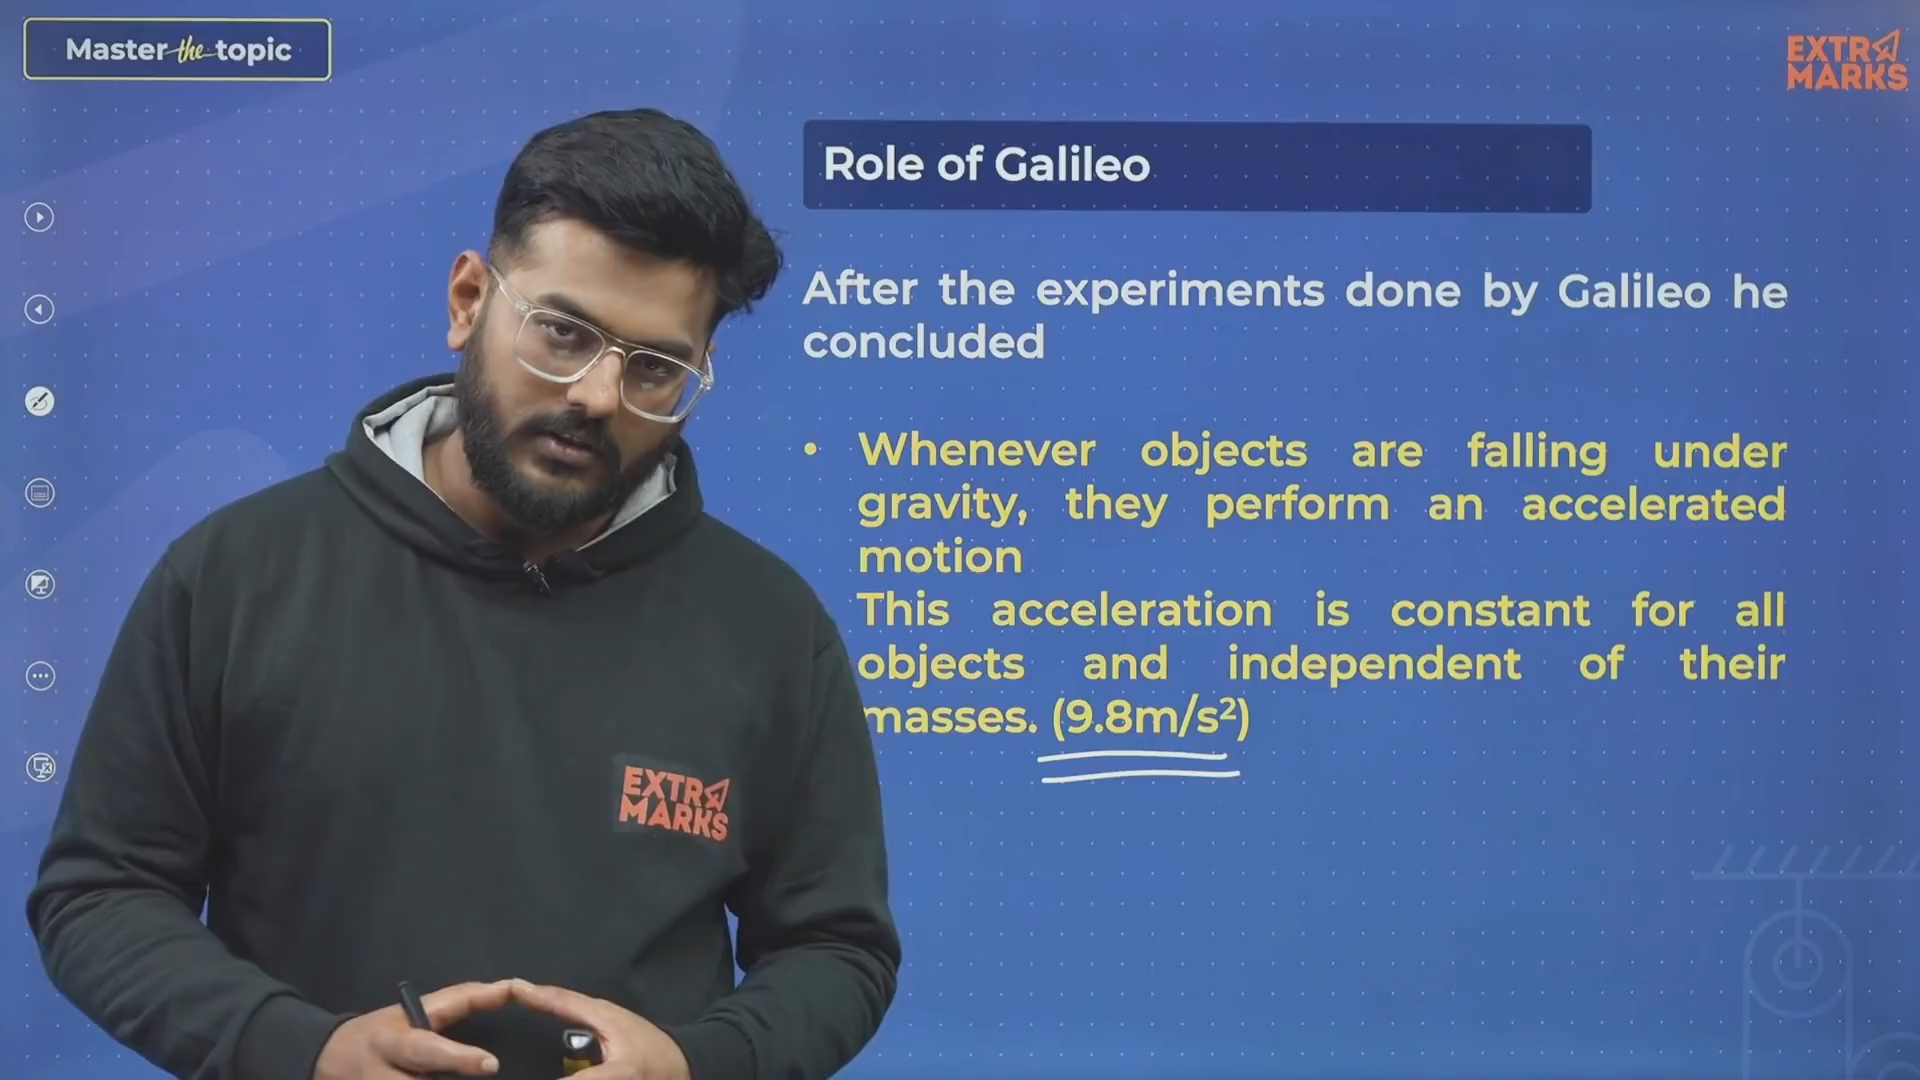 Master the topic
EXTRA
MARKS
Role of Galileo
After the experiments done by Galileo he
concluded
• Whenever objects are falling under
gravity, they perform an accelerated
motion
This acceleration is constant for all
objects and independent of their
masses. (9.8m/s²)
EXTRA
MARKS